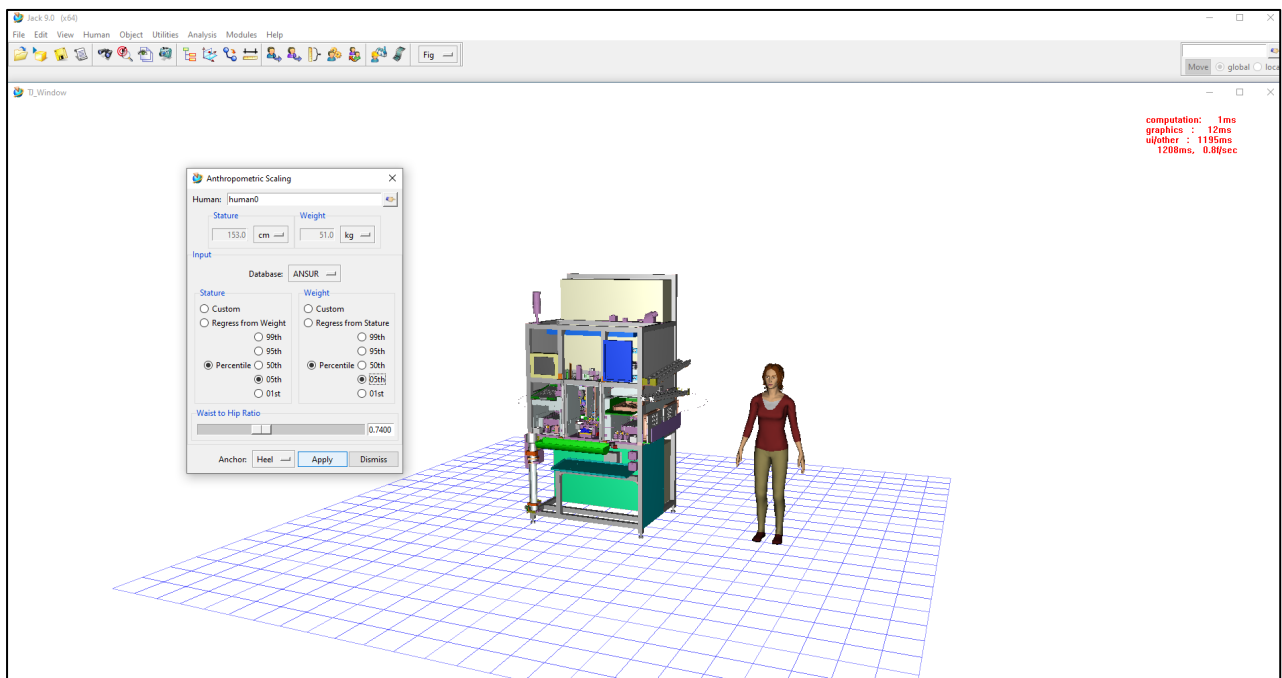 Jack 9.0 (x64)
File Edit View Human Object Utilities Analysis Modules Help
Fig
Move global loca
TJ_Window
computation: 1ms
graphics : 12ms
ui/other : 1195ms
1208ms, 0.8f/sec
Anthropometric Scaling
Human: human0
Stature Weight
153.0 cm 51.0 kg
Input
Database: ANSUR
Stature Weight
Custom Custom
Regress from Weight Regress from Stature
99th 99th
95th 95th
Percentile 50th Percentile 50th
05th 05th
01st 01st
Waist to Hip Ratio
0.7400
Anchor: Heel Apply Dismiss